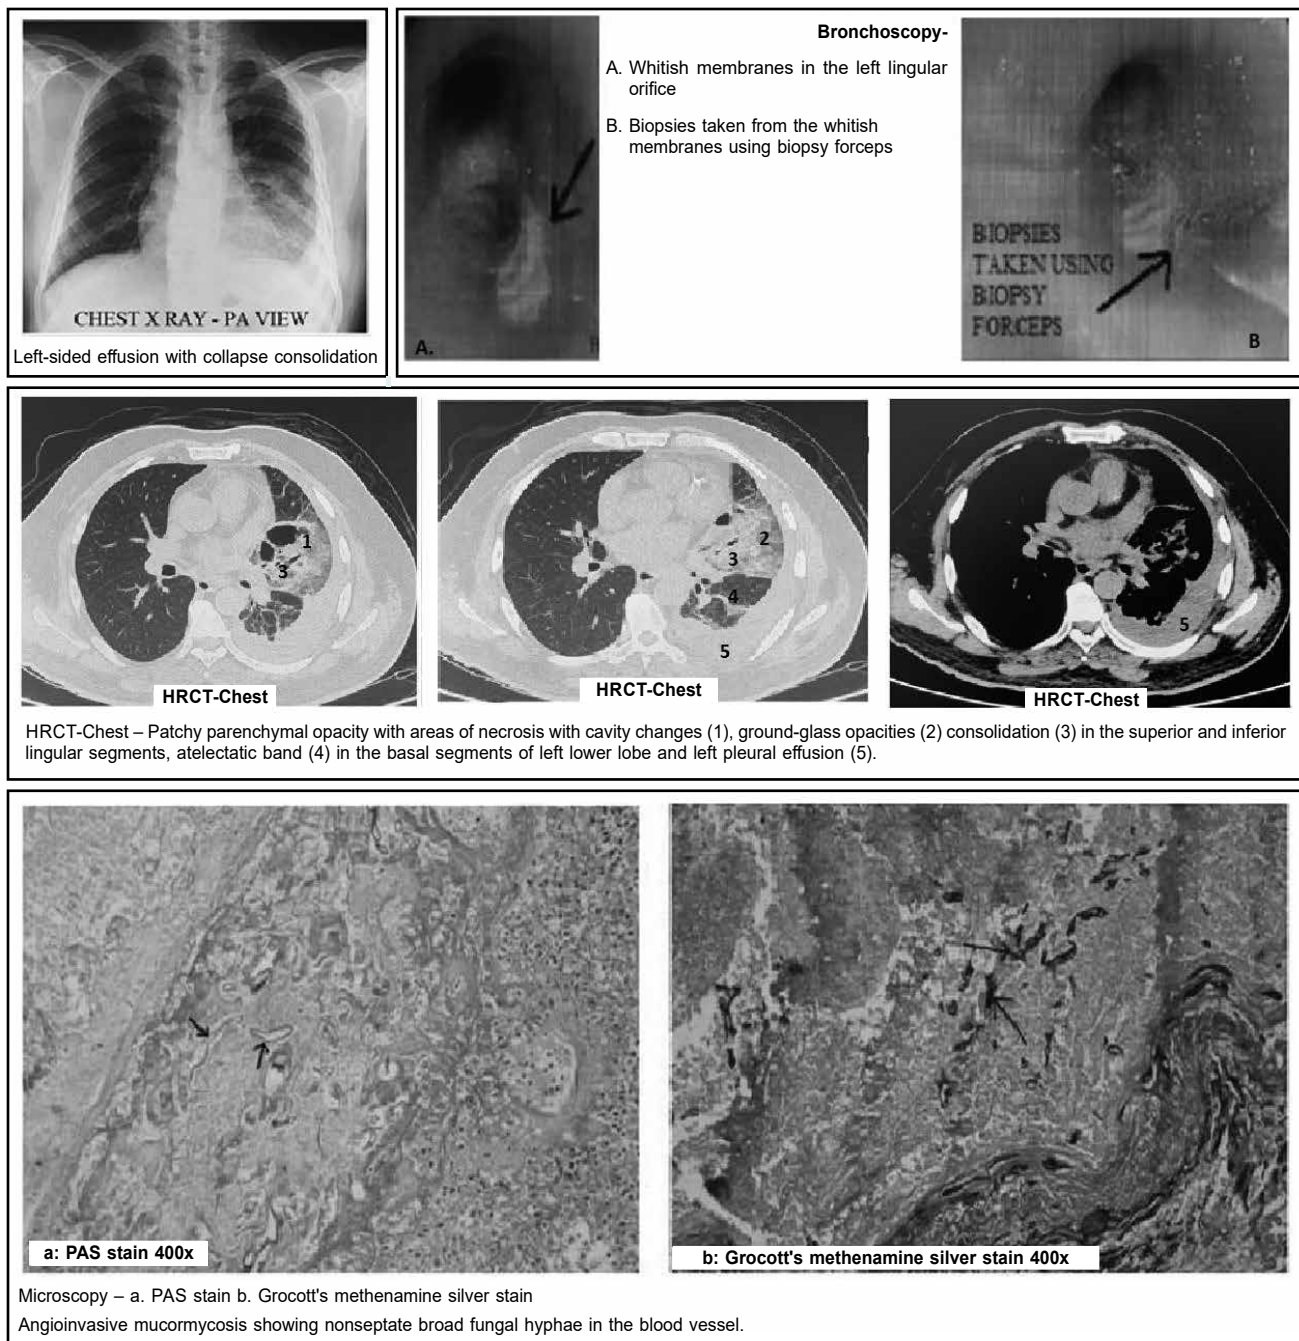 CHEST X RAY - PA VIEW
Left-sided effusion with collapse consolidation
Bronchoscopy-
A. Whitish membranes in the left lingular
orifice
B. Biopsies taken from the whitish
membranes using biopsy forceps
A.
BIOPSIES
TAKEN USING
BIOPSY
FORCEPS
B
1
3
HRCT-Chest
2
3
4
5
HRCT-Chest
5
HRCT-Chest
HRCT-Chest – Patchy parenchymal opacity with areas of necrosis with cavity changes (1), ground-glass opacities (2) consolidation (3) in the superior and inferior
lingular segments, atelectatic band (4) in the basal segments of left lower lobe and left pleural effusion (5).
a: PAS stain 400x
b: Grocott's methenamine silver stain 400x
Microscopy – a. PAS stain b. Grocott's methenamine silver stain
Angioinvasive mucormycosis showing nonseptate broad fungal hyphae in the blood vessel.